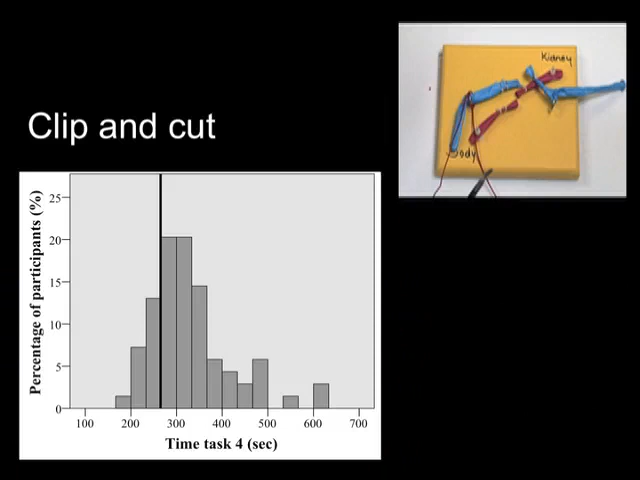 Clip and cut
Kidney
Body
Percentage of participants (%)
25
20
15
10
5
0
100 200 300 400 500 600 700
Time task 4 (sec)